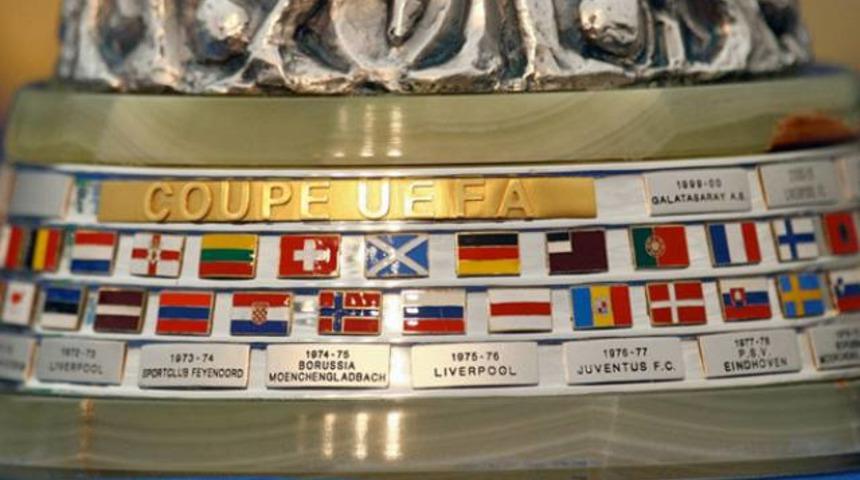 COUPE UEFA
1999-00
GALATASARAY A.S.
LIVERPOOL
1972-73
LIVERPOOL
1973-74
SPORTCLUB FEYENOORD
1974-75
BORUSSIA
MOENCHENGLADBACH
1975-76
LIVERPOOL
1976-77
JUVENTUS F.C.
1977-78
P.S.V.
EINDHOVEN